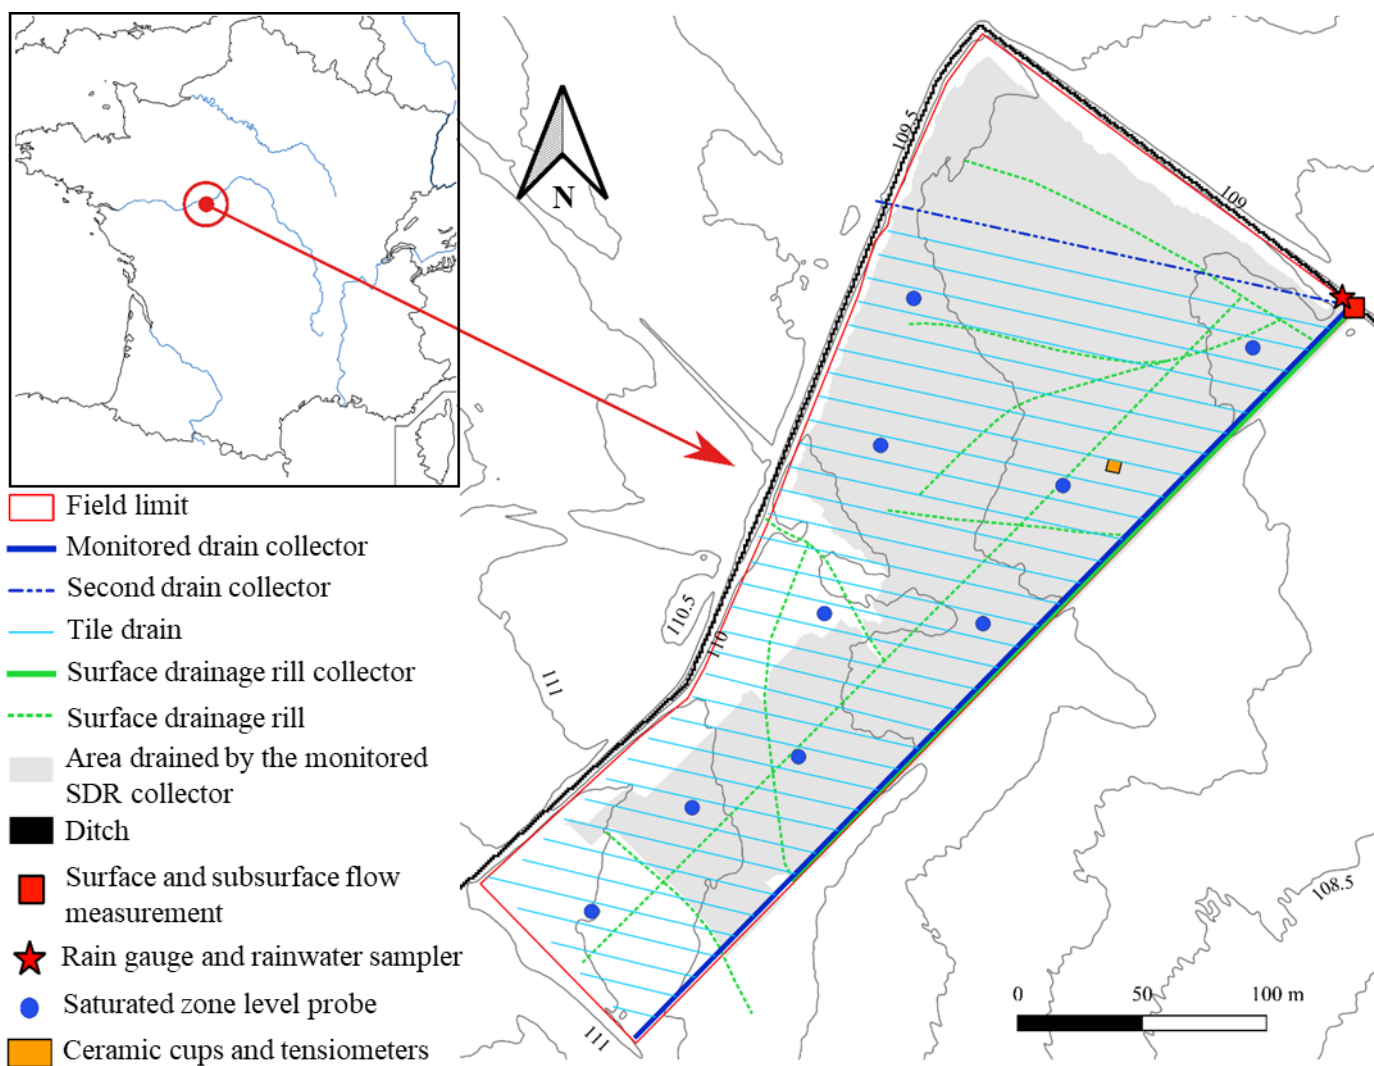 N
109.5
109
110.5
110
111
111
108.5
0 50 100 m
Field limit
Monitored drain collector
Second drain collector
Tile drain
Surface drainage rill collector
Surface drainage rill
Area drained by the monitored
SDR collector
Ditch
Surface and subsurface flow
measurement
Rain gauge and rainwater sampler
Saturated zone level probe
Ceramic cups and tensiometers